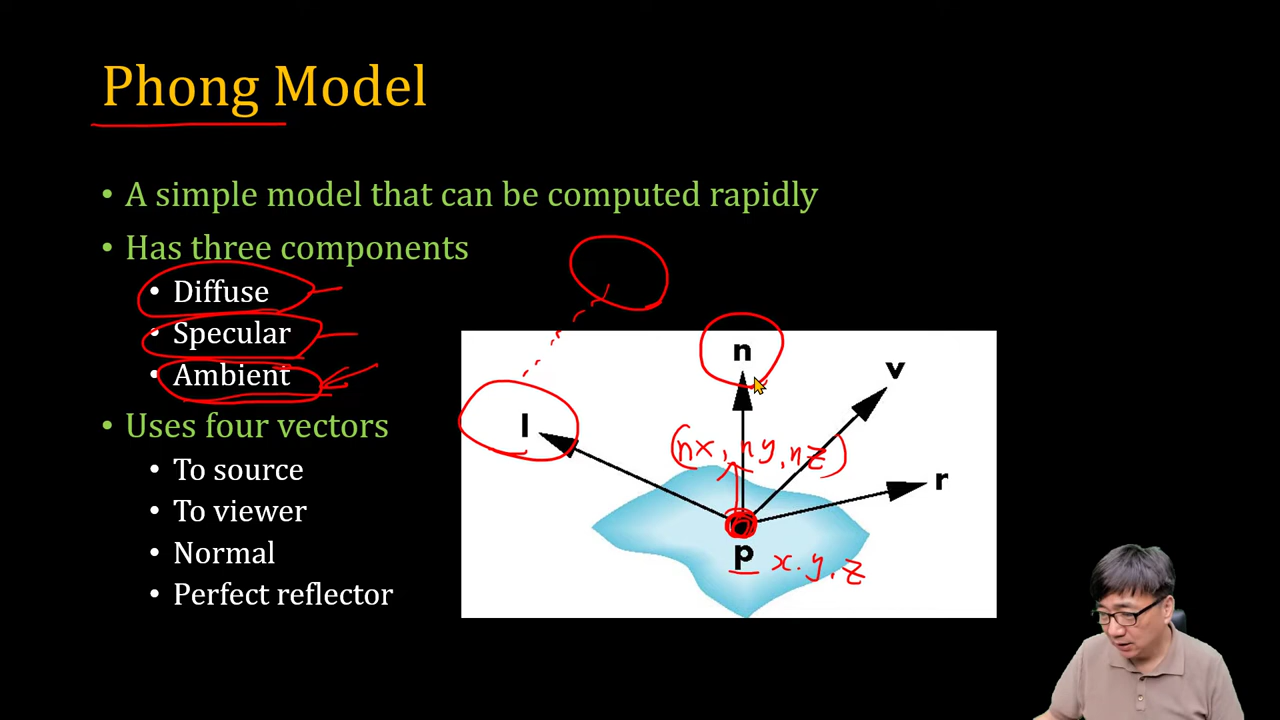 Phong Model
• A simple model that can be computed rapidly
• Has three components
• Diffuse
• Specular
• Ambient
• Uses four vectors
• To source
• To viewer
• Normal
• Perfect reflector
n
v
l
(nx, ny, nz)
r
p x.y,z